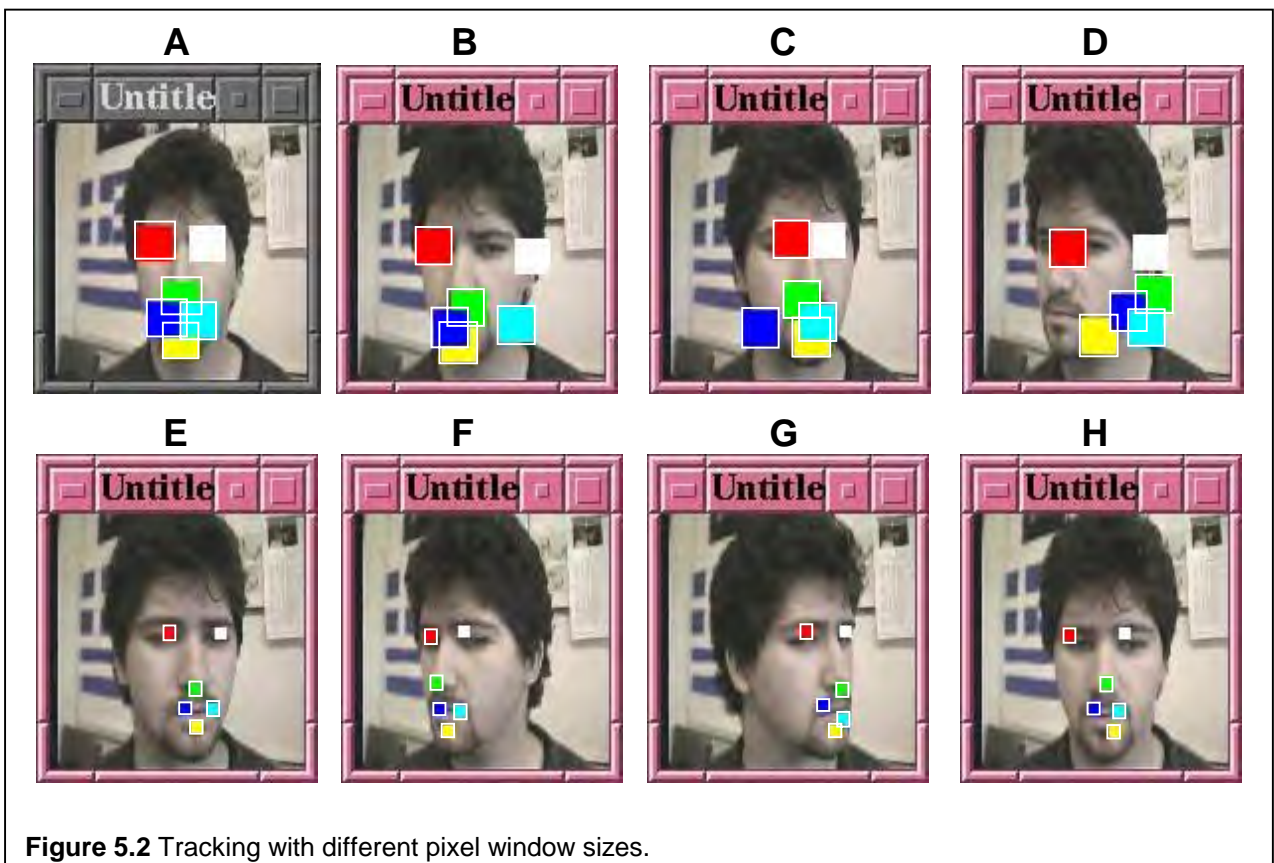 A B C D
Untitle Untitle Untitle Untitle
E F G H
Untitle Untitle Untitle Untitle
Figure 5.2 Tracking with different pixel window sizes.